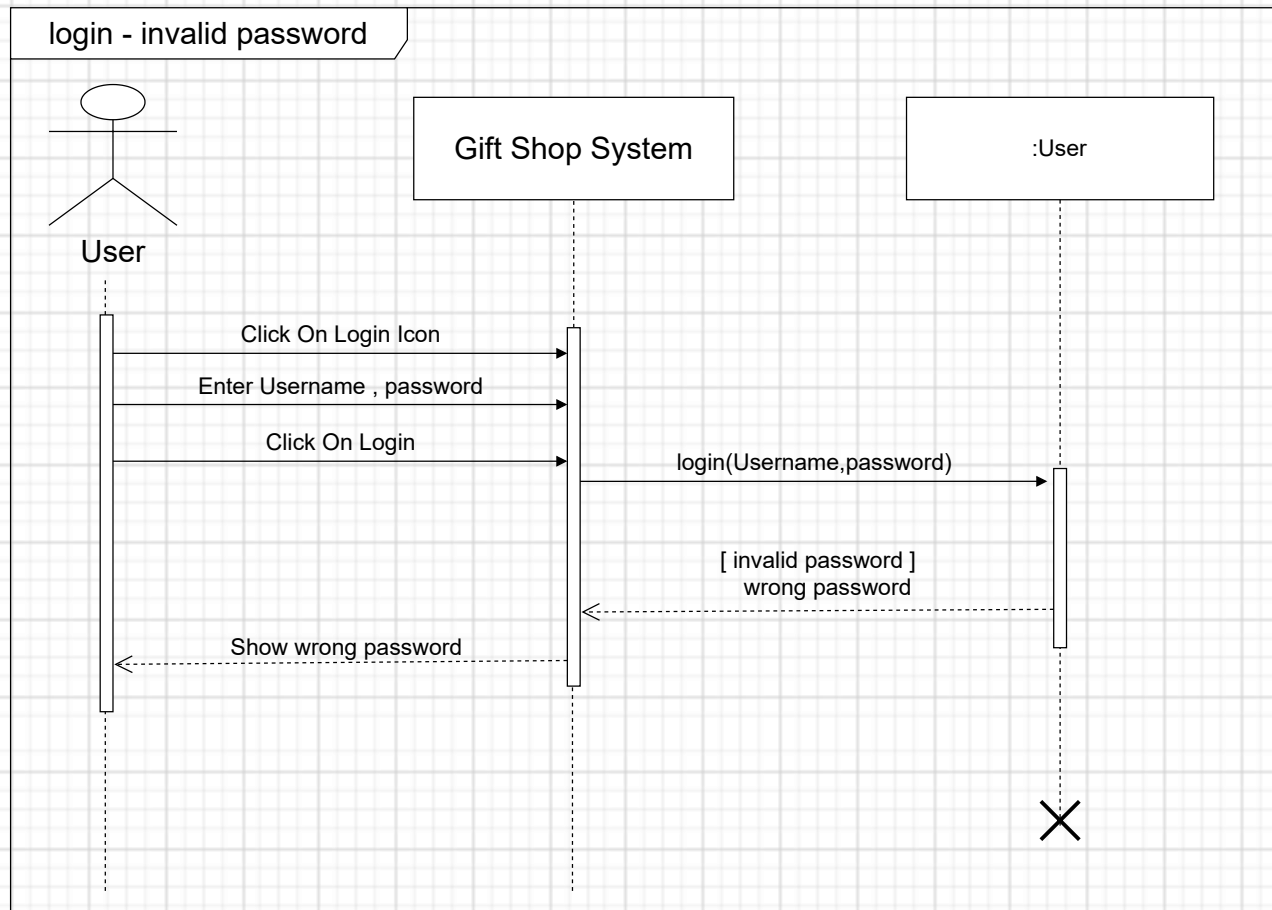 login - invalid password
Gift Shop System
:User
User
Click On Login Icon
Enter Username , password
Click On Login
login(Username,password)
[ invalid password ]
wrong password
Show wrong password